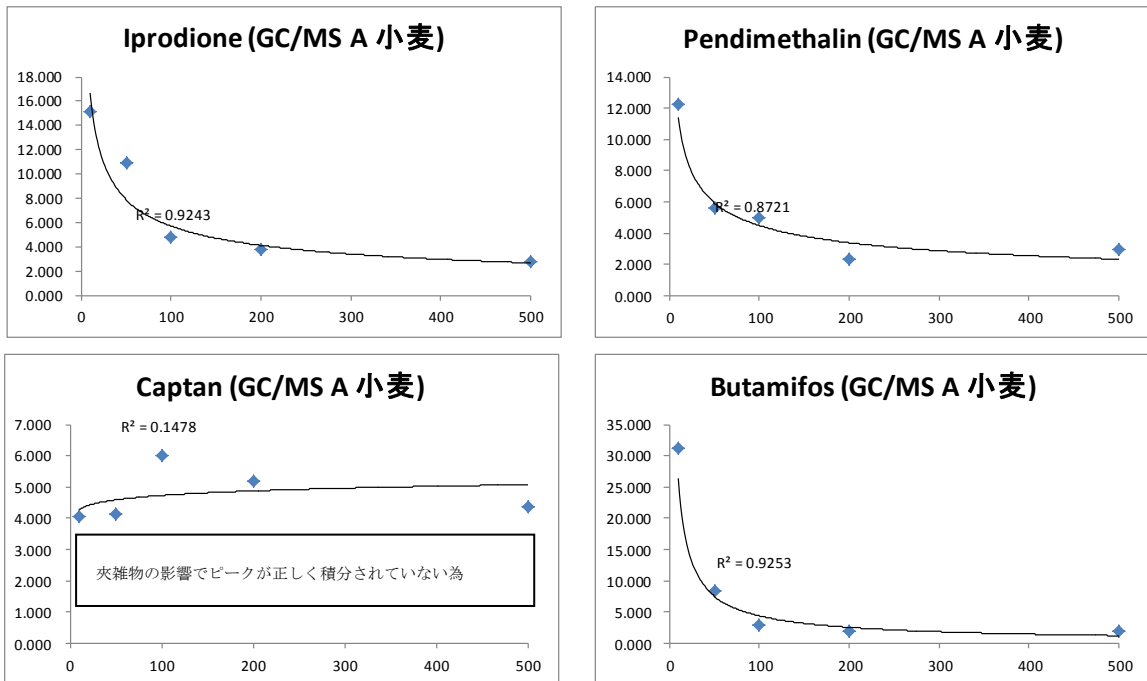 Iprodione (GC/MS A 小麦)
18.000
16.000
14.000
12.000
10.000
8.000
6.000
4.000
2.000
0.000
R² = 0.9243
0 100 200 300 400 500
Pendimethalin (GC/MS A 小麦)
14.000
12.000
10.000
8.000
6.000
4.000
2.000
0.000
R² = 0.8721
0 100 200 300 400 500
Captan (GC/MS A 小麦)
7.000
6.000
5.000
4.000
3.000
2.000
1.000
0.000
R² = 0.1478
夾雑物の影響でピークが正しく積分されていない為
0 100 200 300 400 500
Butamifos (GC/MS A 小麦)
35.000
30.000
25.000
20.000
15.000
10.000
5.000
0.000
R² = 0.9253
0 100 200 300 400 500